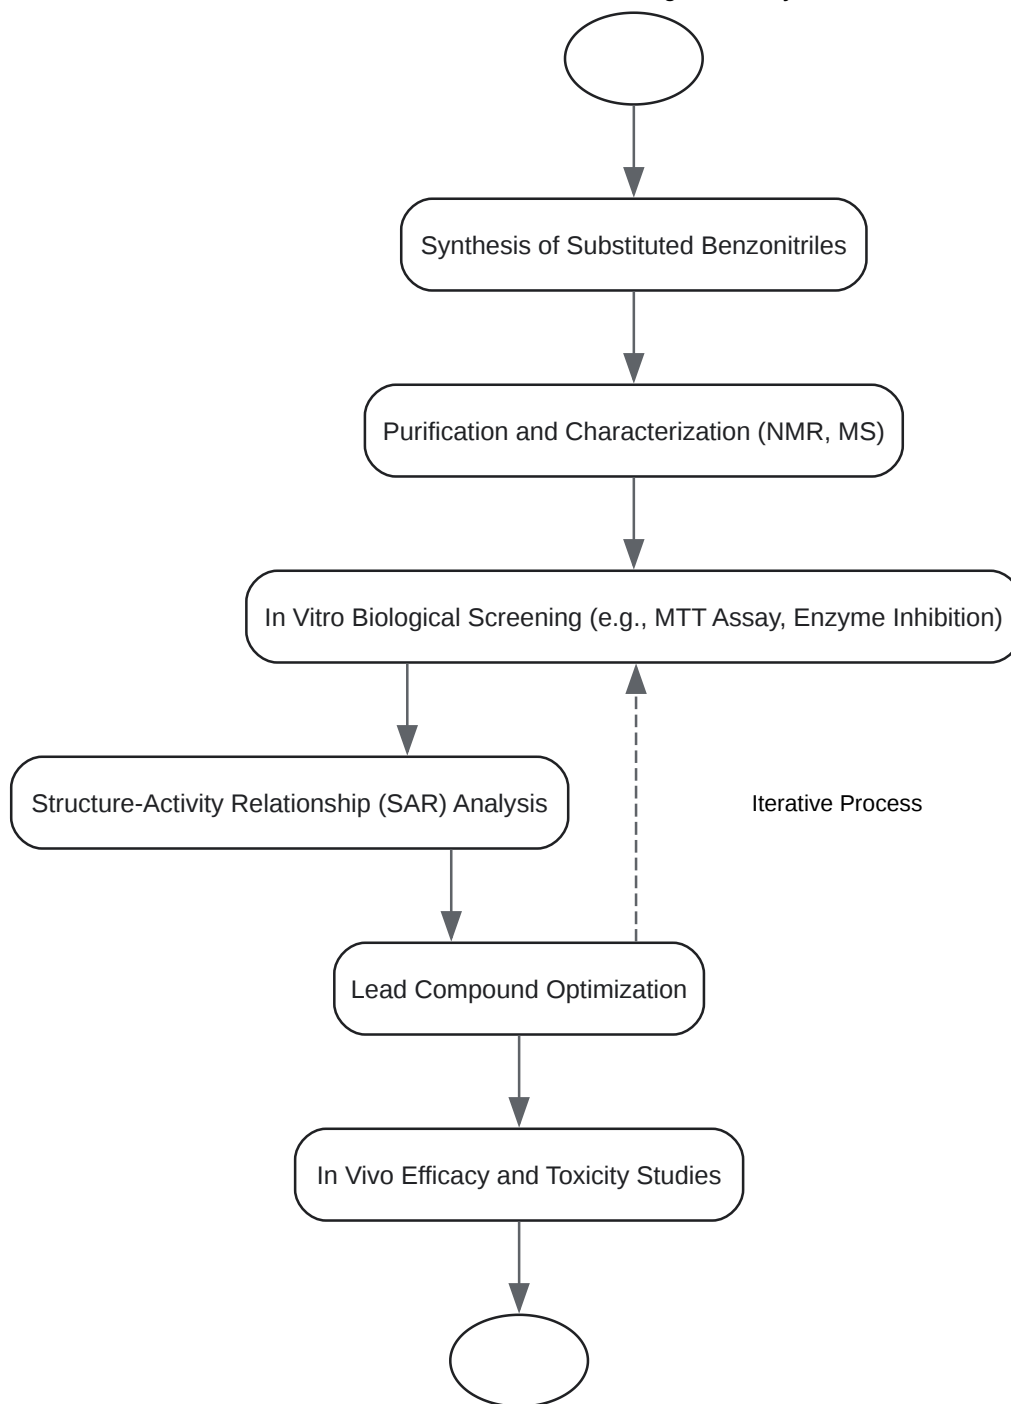 Synthesis of Substituted Benzonitriles
Purification and Characterization (NMR, MS)
In Vitro Biological Screening (e.g., MTT Assay, Enzyme Inhibition)
Structure-Activity Relationship (SAR) Analysis
Iterative Process
Lead Compound Optimization
In Vivo Efficacy and Toxicity Studies